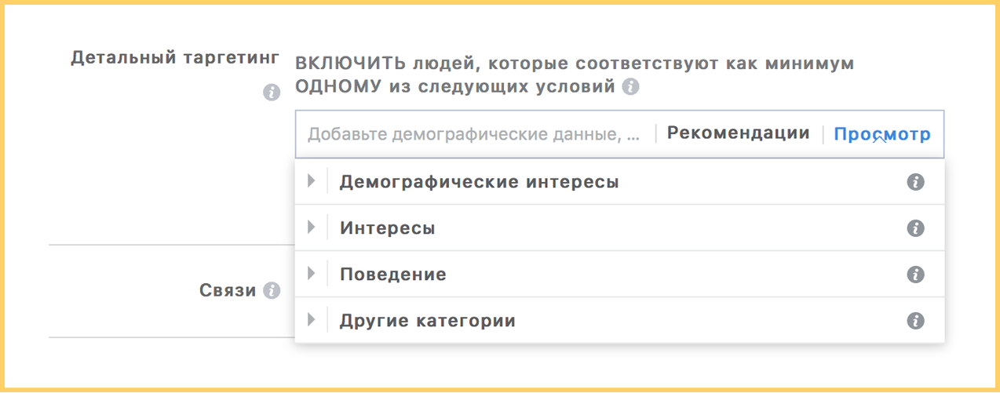 Детальный таргетинг
ВКЛЮЧИТЬ людей, которые соответствуют как минимум
ОДНОМУ из следующих условий
Добавьте демографические данные, ...
Рекомендации
Просмотр
Демографические интересы
Интересы
Поведение
Связи
Другие категории